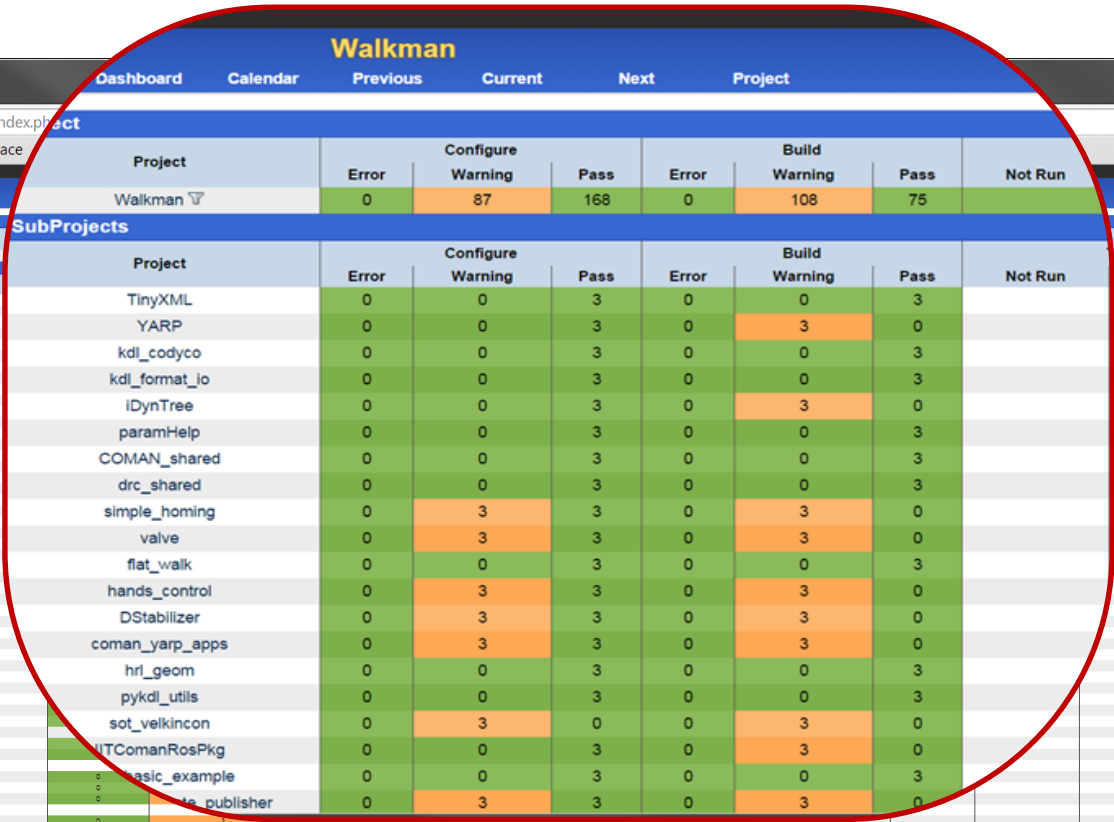 Walkman
Dashboard Calendar Previous Current Next Project
ndex.ph ect
ace
Project Configure Build
Error Warning Pass Error Warning Pass Not Run
Walkman 0 87 168 0 108 75
SubProjects
Project Configure Build
Error Warning Pass Error Warning Pass Not Run
TinyXML 0 0 3 0 0 3
YARP 0 0 3 0 3 0
kdl_codyco 0 0 3 0 0 3
kdl_format_io 0 0 3 0 0 3
iDynTree 0 0 3 0 3 0
paramHelp 0 0 3 0 0 3
COMAN_shared 0 0 3 0 0 3
drc_shared 0 0 3 0 0 3
simple_homing 0 3 3 0 3 0
valve 0 3 3 0 3 0
flat_walk 0 0 3 0 0 3
hands_control 0 3 3 0 3 0
DStabilizer 0 3 3 0 3 0
coman_yarp_apps 0 3 3 0 3 0
hrl_geom 0 0 3 0 0 3
pykdl_utils 0 0 3 0 0 3
sot_velkincon 0 3 0 0 3 0
IITComanRosPkg 0 0 3 0 3 0
basic_example 0 0 3 0 0 3
te_publisher 0 3 3 0 3 0